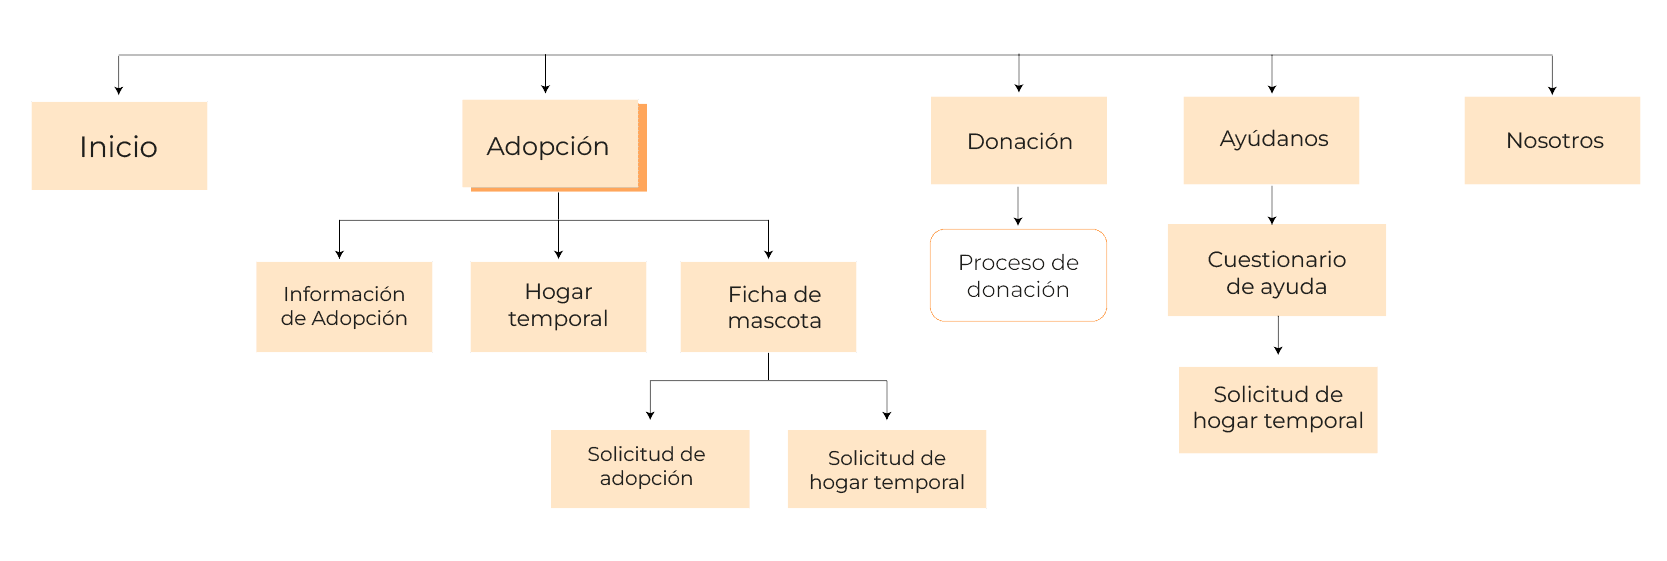 Inicio
Adopción
Donación
Ayúdanos
Nosotros
Información
de Adopción
Hogar
temporal
Ficha de
mascota
Proceso de
donación
Cuestionario
de ayuda
Solicitud de
adopción
Solicitud de
hogar temporal
Solicitud de
hogar temporal